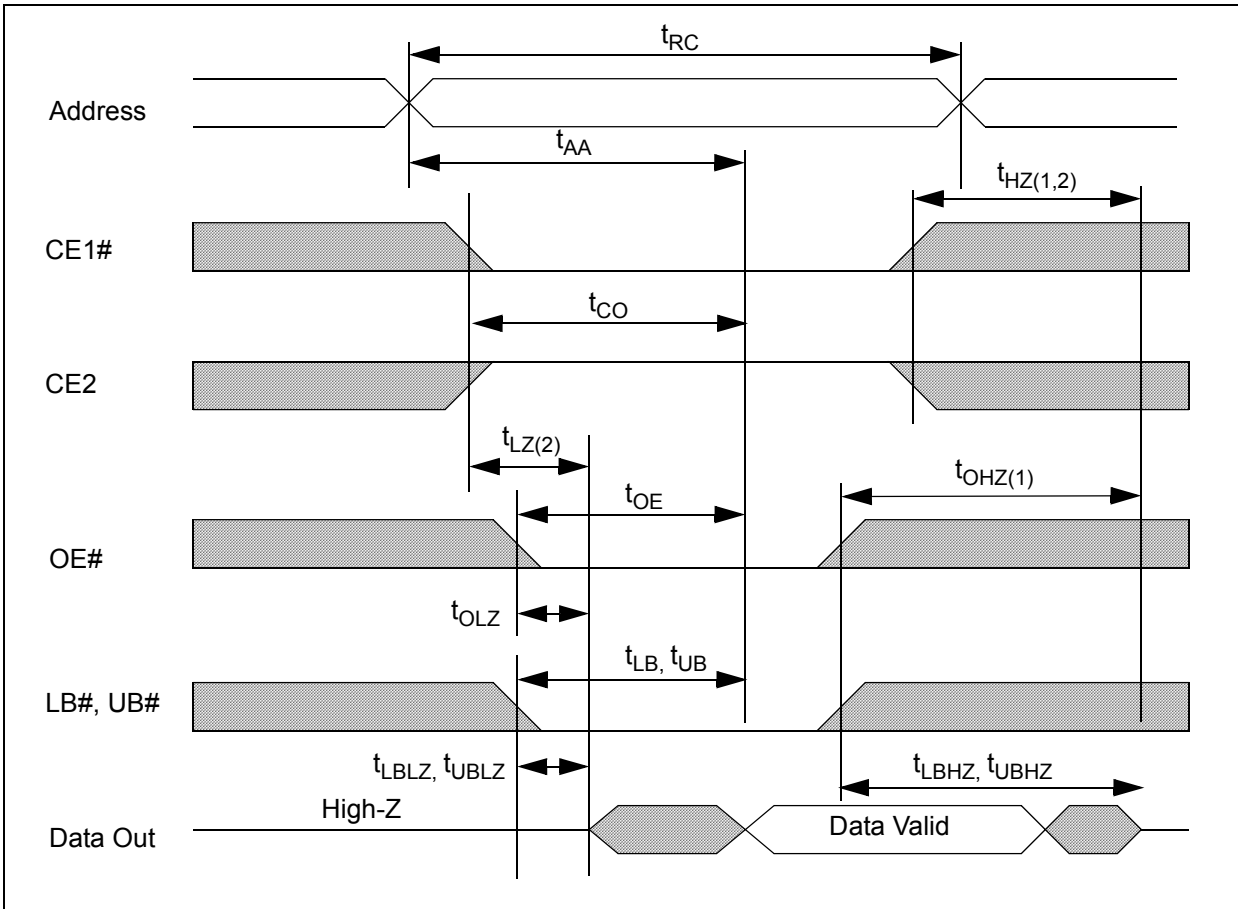 tRC
Address
tAA
tHZ(1,2)
CE1#
tCO
CE2
tLZ(2)
tOHZ(1)
tOE
OE#
tOLZ
tLB, tUB
LB#, UB#
tLBLZ, tUBLZ
tLBHZ, tUBHZ
High-Z
Data Valid
Data Out